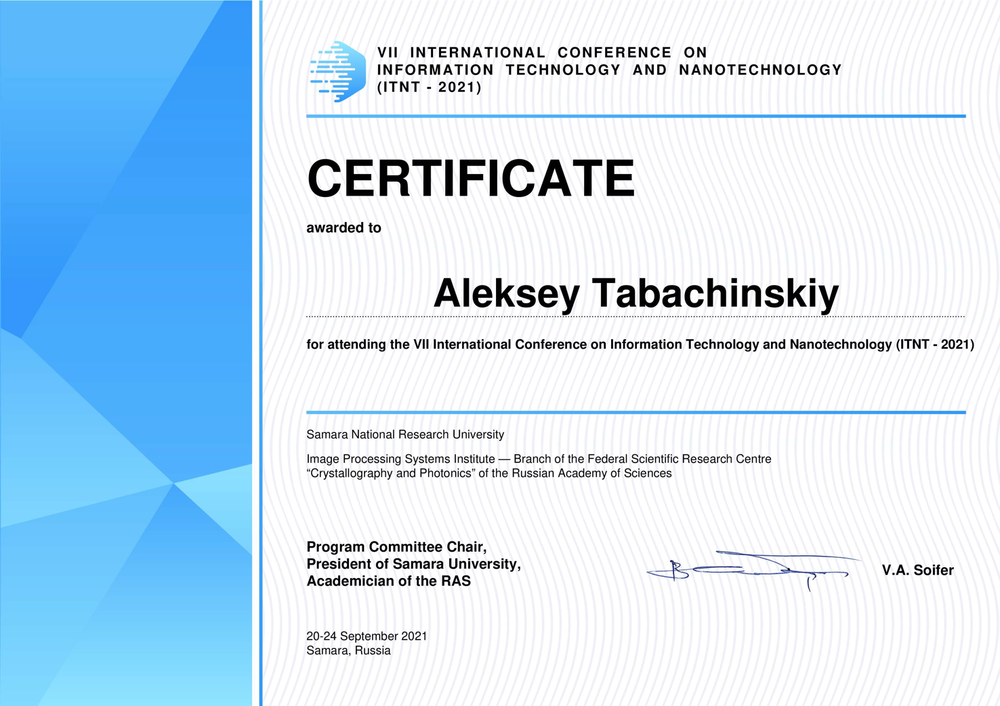 VII INTERNATIONAL CONFERENCE ON
INFORMATION TECHNOLOGY AND NANOTECHNOLOGY
(ITNT - 2021)
CERTIFICATE
awarded to
Aleksey Tabachinskiy
for attending the VII International Conference on Information Technology and Nanotechnology (ITNT - 2021)
Samara National Research University
Image Processing Systems Institute — Branch of the Federal Scientific Research Centre
“Crystallography and Photonics” of the Russian Academy of Sciences
Program Committee Chair,
President of Samara University,
Academician of the RAS
V.A. Soifer
20-24 September 2021
Samara, Russia